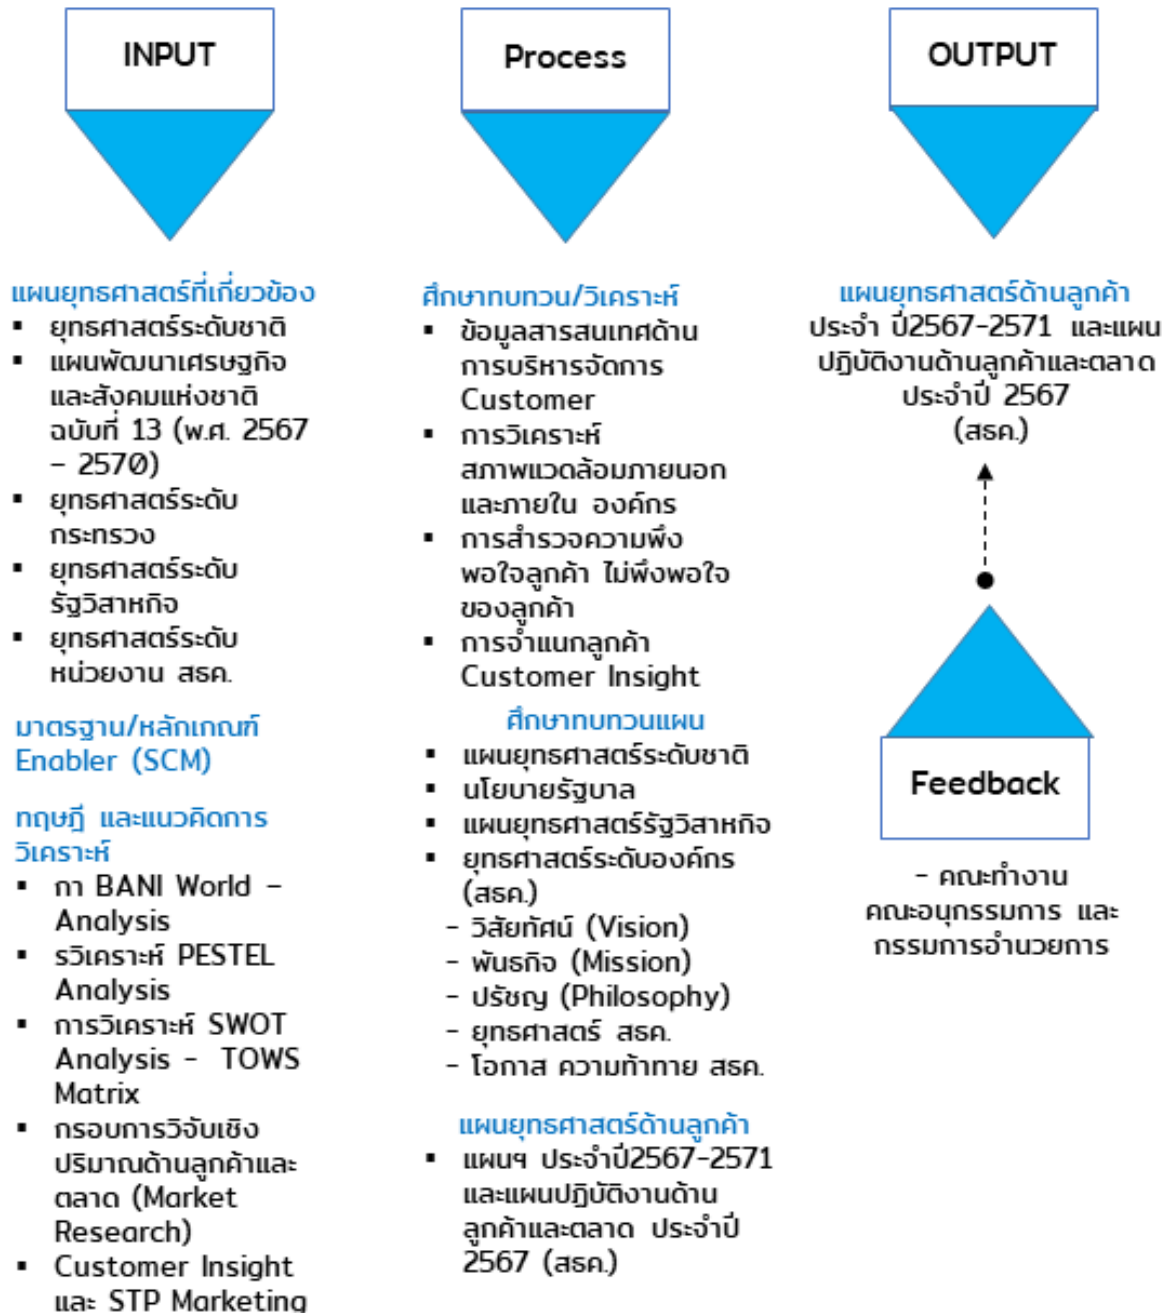 INPUT
แผนยุทธศาสตร์ที่เกี่ยวข้อง
▪ ยุทธศาสตร์ระดับชาติ
▪ แผนพัฒนาเศรษฐกิจ
และสังคมแห่งชาติ
ฉบับที่ 13 (พ.ศ. 2567
– 2570)
▪ ยุทธศาสตร์ระดับ
กระทรวง
▪ ยุทธศาสตร์ระดับ
รัฐวิสาหกิจ
▪ ยุทธศาสตร์ระดับ
หน่วยงาน สธค.
มาตรฐาน/หลักเกณฑ์
Enabler (SCM)
ทฤษฎี และแนวคิดการ
วิเคราะห์
▪ กา BANI World –
Analysis
▪ รวิเคราะห์ PESTEL
Analysis
▪ การวิเคราะห์ SWOT
Analysis – TOWS
Matrix
▪ กรอบการวิจับเชิง
ปริมาณด้านลูกค้าและ
ตลาด (Market
Research)
▪ Customer Insight
และ STP Marketing
Process
ศึกษาทบทวน/วิเคราะห์
▪ ข้อมูลสารสนเทศด้าน
การบริหารจัดการ
Customer
▪ การวิเคราะห์
สภาพแวดล้อมภายนอก
และภายใน องค์กร
▪ การสำรวจความพึง
พอใจลูกค้า ไม่พึงพอใจ
ของลูกค้า
▪ การจำแนกลูกค้า
Customer Insight
ศึกษาทบทวนแผน
▪ แผนยุทธศาสตร์ระดับชาติ
▪ นโยบายรัฐบาล
▪ แผนยุทธศาสตร์รัฐวิสาหกิจ
▪ ยุทธศาสตร์ระดับองค์กร
(สธค.)
– วิสัยทัศน์ (Vision)
– พันธกิจ (Mission)
– ปรัชญ (Philosophy)
– ยุทธศาสตร์ สธค.
– โอกาส ความท้าทาย สธค.
แผนยุทธศาสตร์ด้านลูกค้า
▪ แผนฯ ประจำปี2567–2571
และแผนปฏิบัติงานด้าน
ลูกค้าและตลาด ประจำปี
2567 (สธค.)
OUTPUT
แผนยุทธศาสตร์ด้านลูกค้า
ประจำ ปี2567–2571 และแผน
ปฏิบัติงานด้านลูกค้าและตลาด
ประจำปี 2567
(สธค.)
Feedback
– คณะทำงาน
คณะอนุกรรมการ และ
กรรมการอำนวยการ